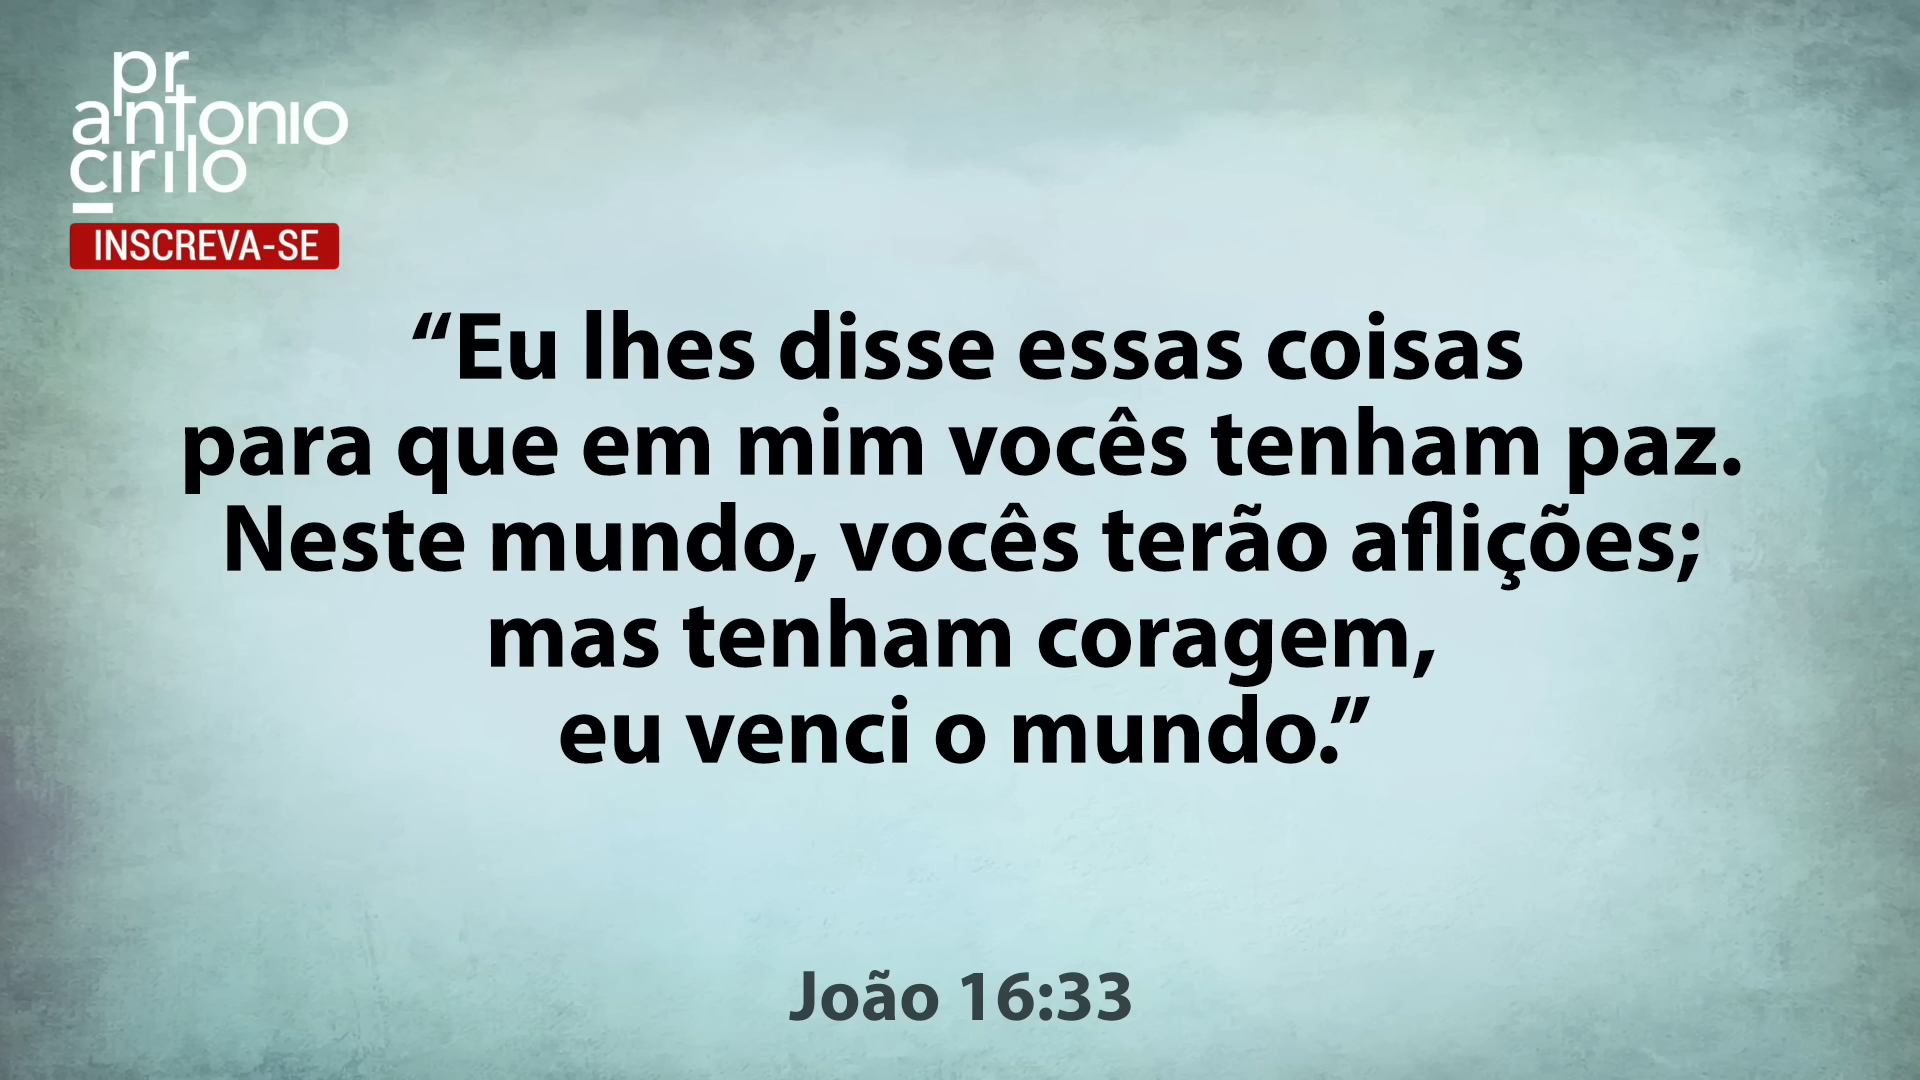 pr
antonio
cirilo
INSCREVA-SE
“Eu lhes disse essas coisas
para que em mim vocês tenham paz.
Neste mundo, vocês terão aflições;
mas tenham coragem,
eu venci o mundo.”
João 16:33